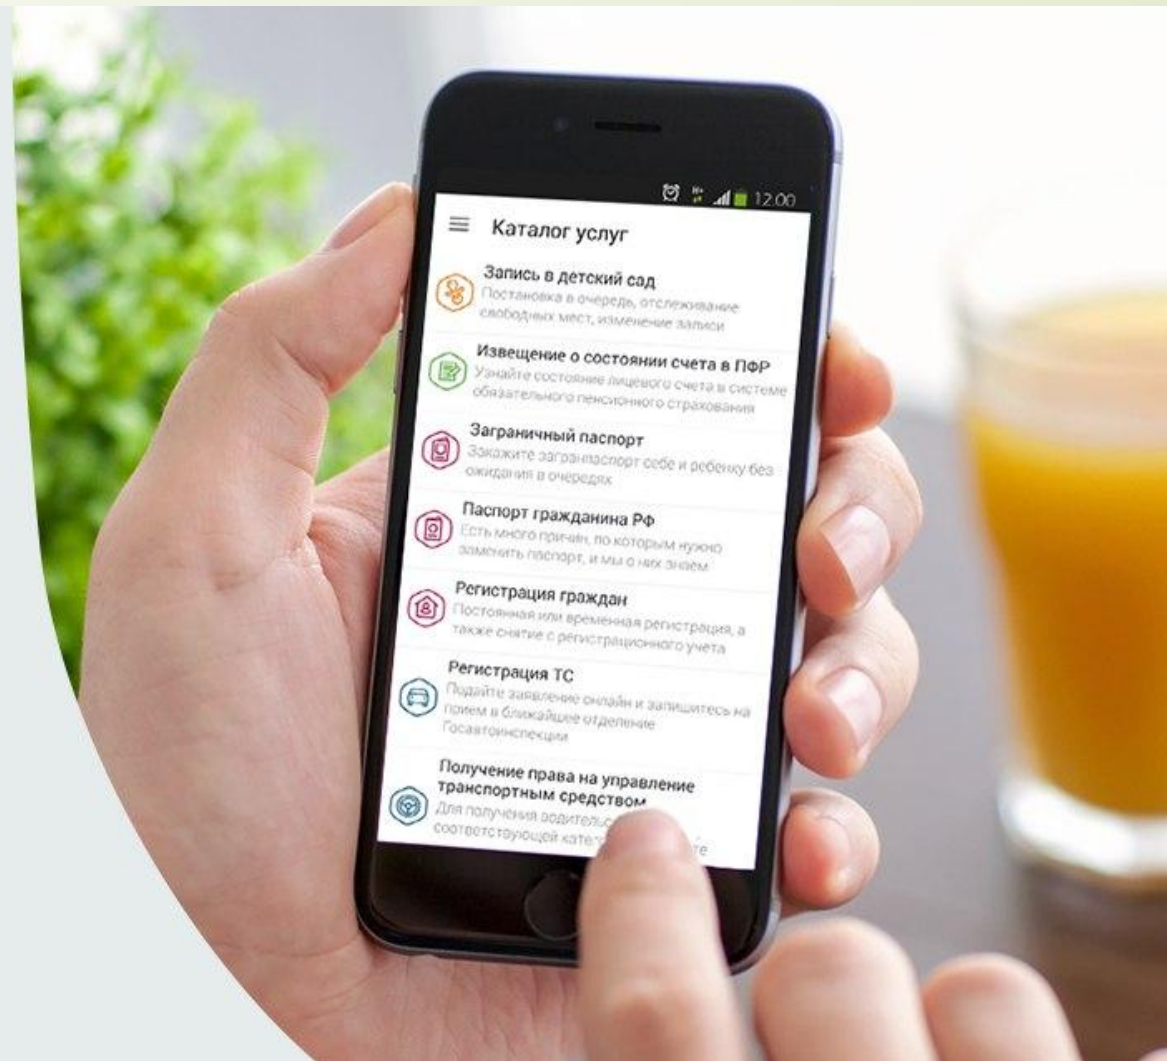 H+ 12:00
Каталог услуг
Запись в детский сад
Постановка в очередь, отслеживание
свободных мест, изменение записи
Извещение о состоянии счета в ПФР
Узнайте состояние лицевого счета в системе
обязательного пенсионного страхования
Заграничный паспорт
Закажите загранпаспорт себе и ребенку без
ожидания в очередях
Паспорт гражданина РФ
Есть много причин, по которым нужно
заменить паспорт, и мы о них знаем
Регистрация граждан
Постоянная или временная регистрация, а
также снятие с регистрационного учета
Регистрация ТС
Подайте заявление онлайн и запишитесь на
прием в ближайшее отделение
Госавтоинспекции
Получение права на управление
транспортным средством
Для получения
соответствующей